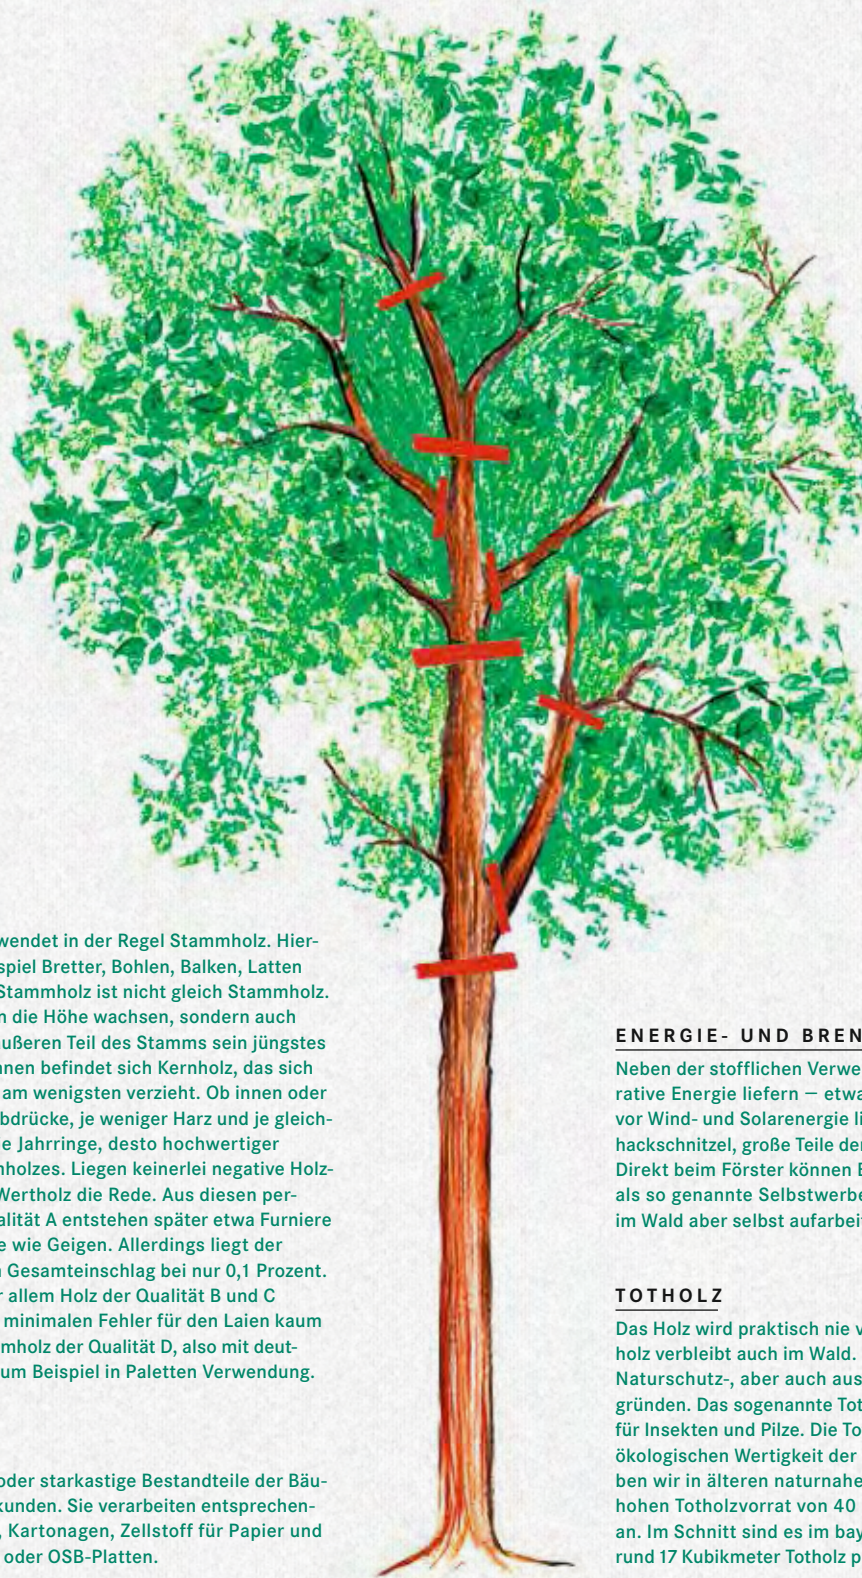 wendet in der Regel Stammholz. Hier-
spiel Bretter, Bohlen, Balken, Latten
Stammholz ist nicht gleich Stammholz.
die Höhe wachsen, sondern auch
ußeren Teil des Stamms sein jüngstes
nnen befindet sich Kernholz, das sich
am wenigsten verzieht. Ob innen oder
bdrücke, je weniger Harz und je gleich-
e Jahrringe, desto hochwertiger
nholzes. Liegen keinerlei negative Holz-
Wertholz die Rede. Aus diesen per-
alität A entstehen später etwa Furniere
e wie Geigen. Allerdings liegt der
Gesamteinschlag bei nur 0,1 Prozent.
allem Holz der Qualität B und C
minimalen Fehler für den Laien kaum
mholz der Qualität D, also mit deut-
um Beispiel in Paletten Verwendung.
oder starkastige Bestandteile der Bäu-
kunden. Sie verarbeiten entsprechen-
, Kartonagen, Zellstoff für Papier und
oder OSB-Platten.
ENERGIE- UND BREN
Neben der stofflichen Verwe
rative Energie liefern – etwa
vor Wind- und Solarenergie li
hackschnitzel, große Teile der
Direkt beim Förster können B
als so genannte Selbstwerbe
im Wald aber selbst aufarbei
TOTHOLZ
Das Holz wird praktisch nie v
holz verbleibt auch im Wald.
Naturschutz-, aber auch aus
gründen. Das sogenannte Tot
für Insekten und Pilze. Die To
ökologischen Wertigkeit der
ben wir in älteren naturnahe
hohen Totholzvorrat von 40
an. Im Schnitt sind es im bay
rund 17 Kubikmeter Totholz p